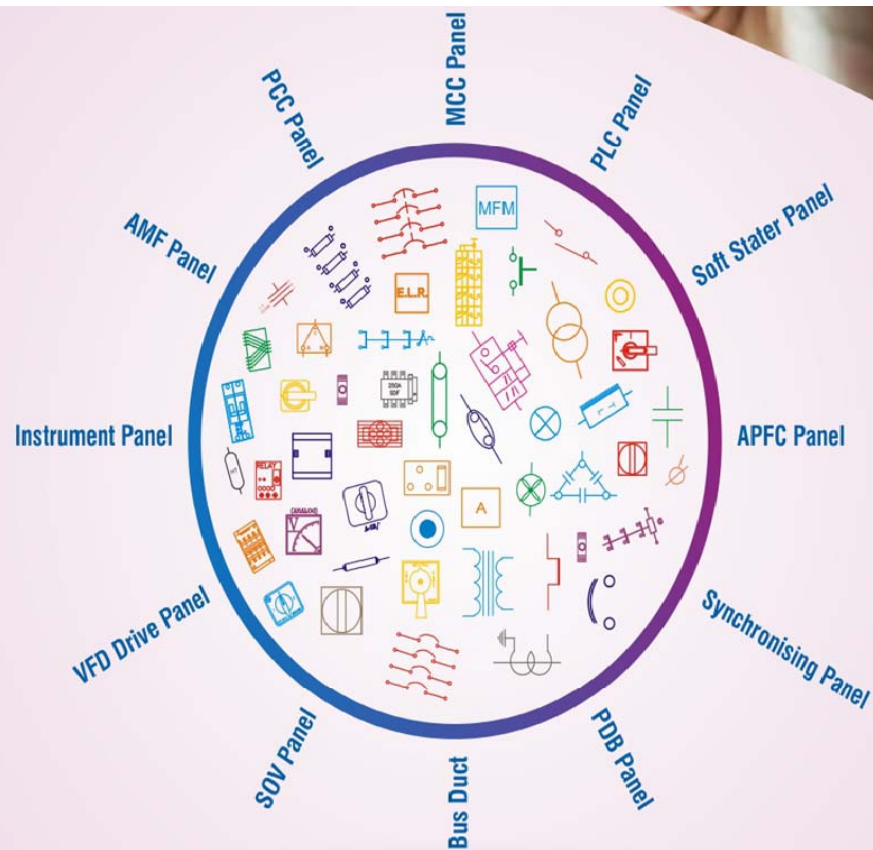 MCC Panel
PLC Panel
Soft Stater Panel
APFC Panel
Synchronising Panel
PDB Panel
Bus Duct
SOV Panel
VFD Drive Panel
Instrument Panel
AMF Panel
PCC Panel
MFM
E.L.R.
RELAY
V
A